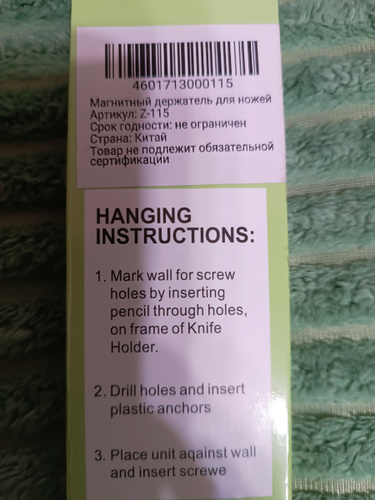 4601713000115
Магнитный держатель для ножей
Артикул: Z-115
Срок годности: не ограничен
Страна: Китай
Товар не подлежит обязательной
сертификации
HANGING
INSTRUCTIONS:
1. Mark wall for screw
holes by inserting
pencil through holes,
on frame of Knife
Holder.
2. Drill holes and insert
plastic anchors
3. Place unit aqainst wall
and insert screwe